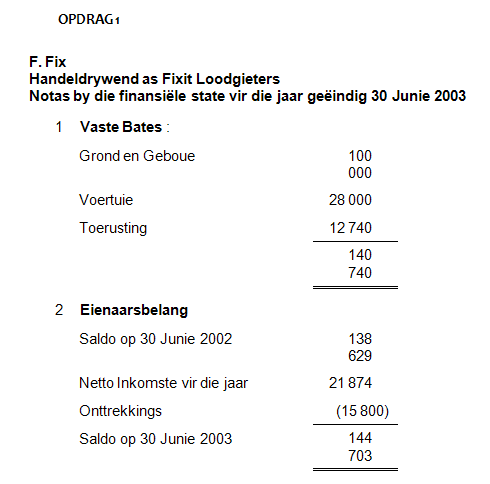 OPDRAG1
F. Fix
Handeldrywend as Fixit Loodgieters
Notas by die finansiële state vir die jaar geëindig 30 Junie 2003
1 Vaste Bates :
Grond en Geboue 100
000
Voertuie 28 000
Toerusting 12 740
140
740
2 Eienaarsbelang
Saldo op 30 Junie 2002 138
629
Netto Inkomste vir die jaar 21 874
Onttrekkings (15 800)
Saldo op 30 Junie 2003 144
703